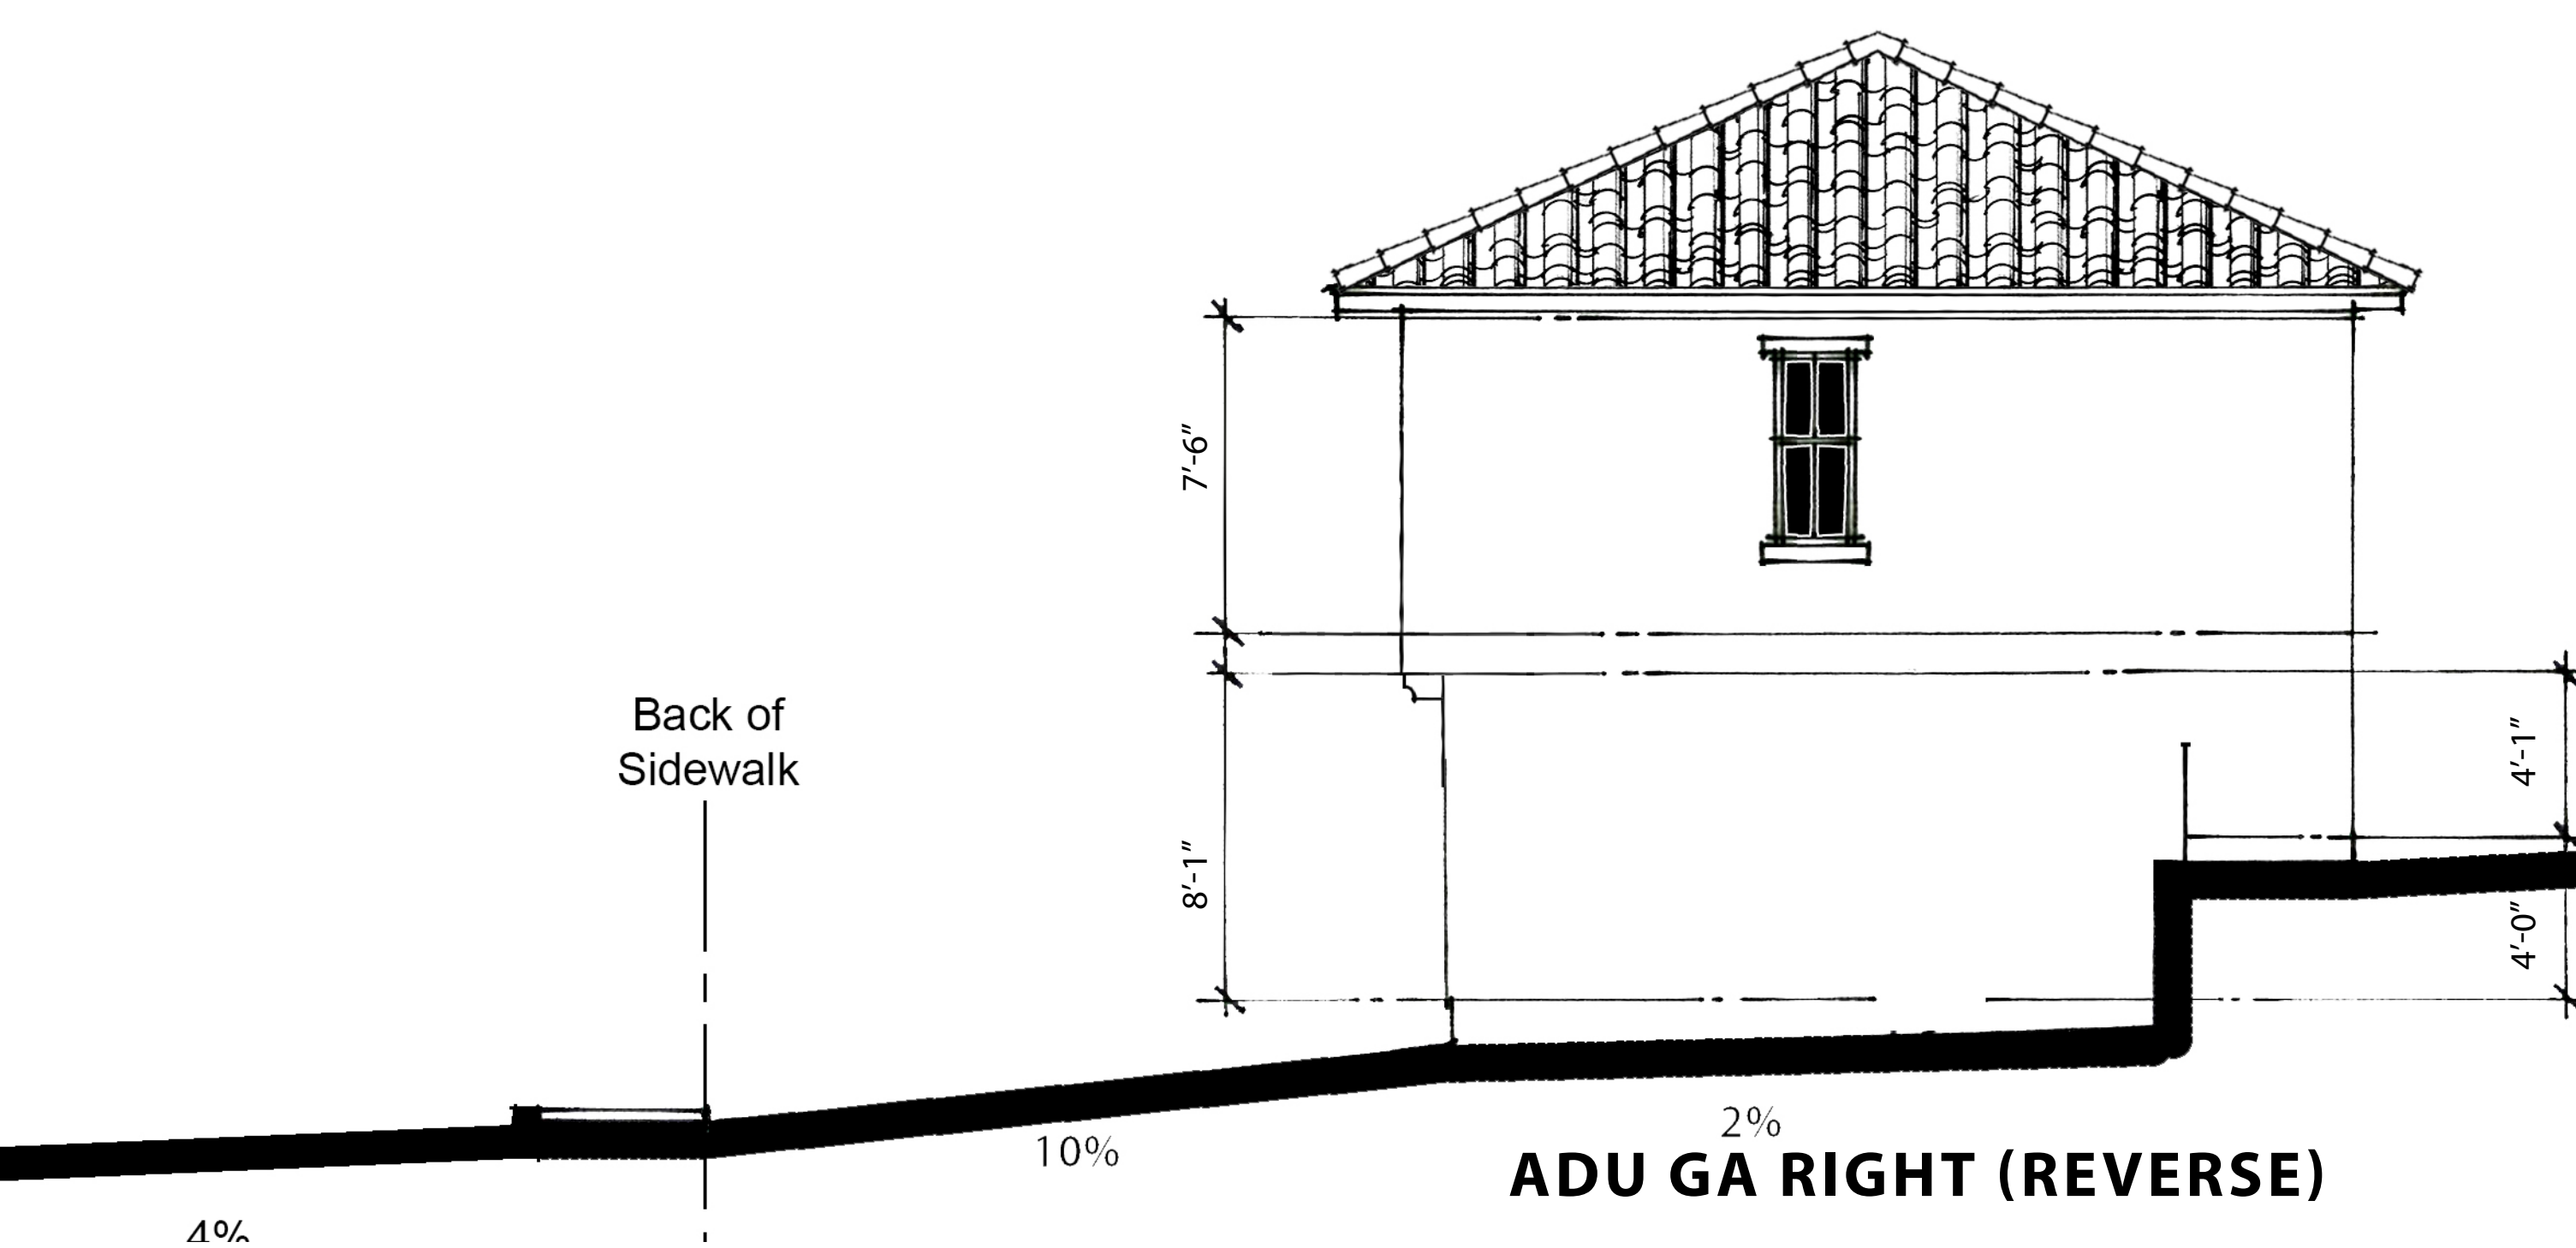 7'-6"
Back of
Sidewalk
4'-1"
8'-1"
4'-0"
2%
10%
ADU GA RIGHT (REVERSE)
4%